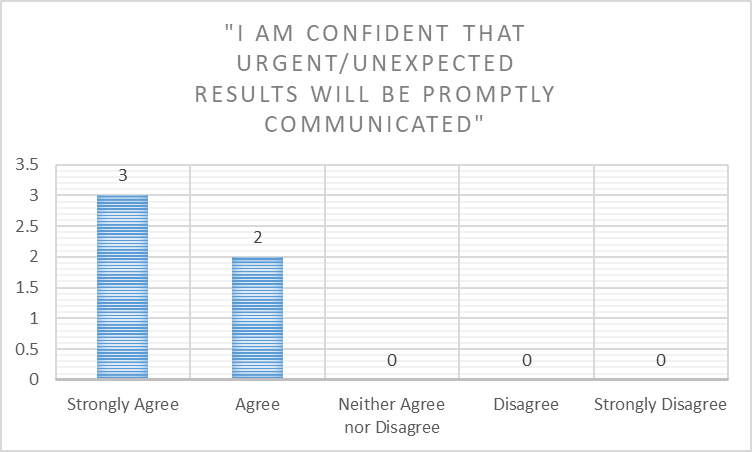 "I AM CONFIDENT THAT
URGENT/UNEXPECTED
RESULTS WILL BE PROMPTLY
COMMUNICATED"
3.5
3
2.5
2
1.5
1
0.5
0
3
2
0
0
0
Strongly Agree
Agree
Neither Agree
nor Disagree
Disagree
Strongly Disagree